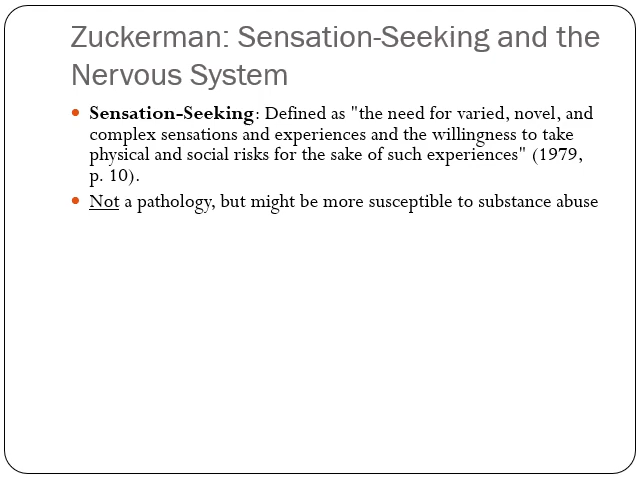 Zuckerman: Sensation-Seeking and the
Nervous System
• Sensation-Seeking: Defined as "the need for varied, novel, and
complex sensations and experiences and the willingness to take
physical and social risks for the sake of such experiences" (1979,
p. 10).
• Not a pathology, but might be more susceptible to substance abuse